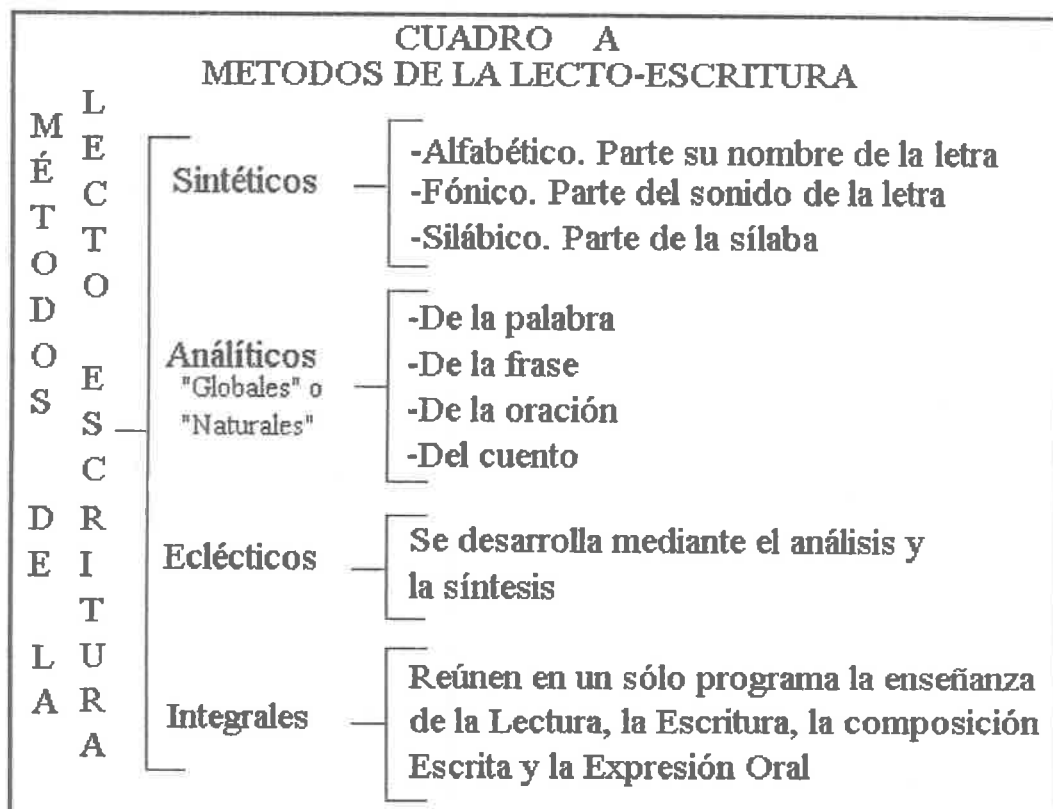 CUADRO A
METODOS DE LA LECTO-ESCRITURA
MÉTODOS DE LA
LECTO ESCRITURA
Sintéticos
-Alfabético. Parte su nombre de la letra
-Fónico. Parte del sonido de la letra
-Silábico. Parte de la sílaba
Análíticos
"Globales" o
"Naturales"
-De la palabra
-De la frase
-De la oración
-Del cuento
Eclécticos
Se desarrolla mediante el análisis y
la síntesis
Integrales
Reúnen en un sólo programa la enseñanza
de la Lectura, la Escritura, la composición
Escrita y la Expresión Oral